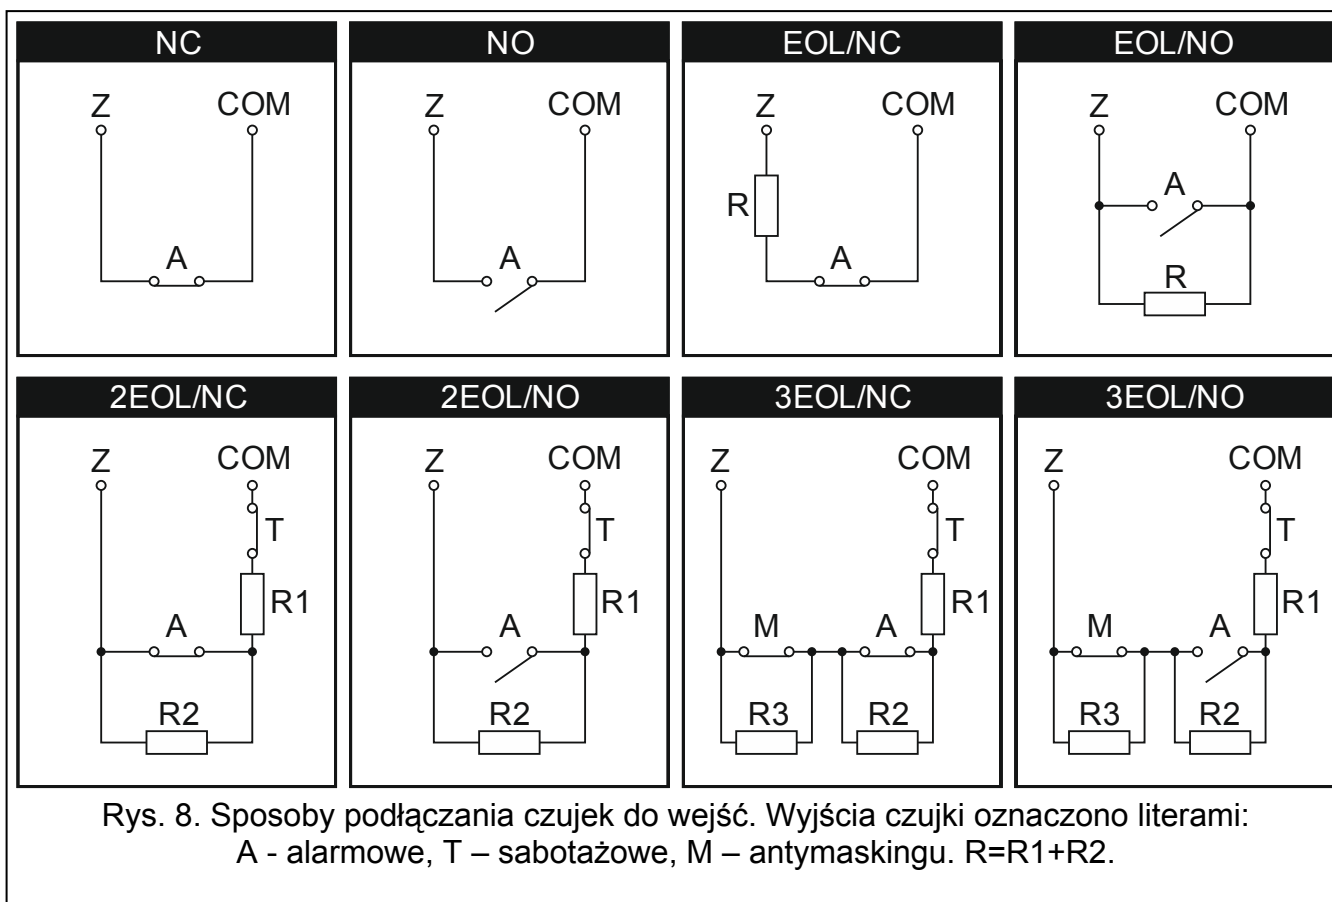 NC
Z COM
A
NO
Z COM
A
EOL/NC
Z COM
R
A
EOL/NO
Z COM
A
R
2EOL/NC
Z COM
T
R1
A
R2
2EOL/NO
Z COM
T
R1
A
R2
3EOL/NC
Z COM
T
R1
M A
R3 R2
3EOL/NO
Z COM
T
R1
M A
R3 R2
Rys. 8. Sposoby podłączania czujek do wejść. Wyjścia czujki oznaczono literami:
A - alarmowe, T – sabotażowe, M – antymaskingu. R=R1+R2.